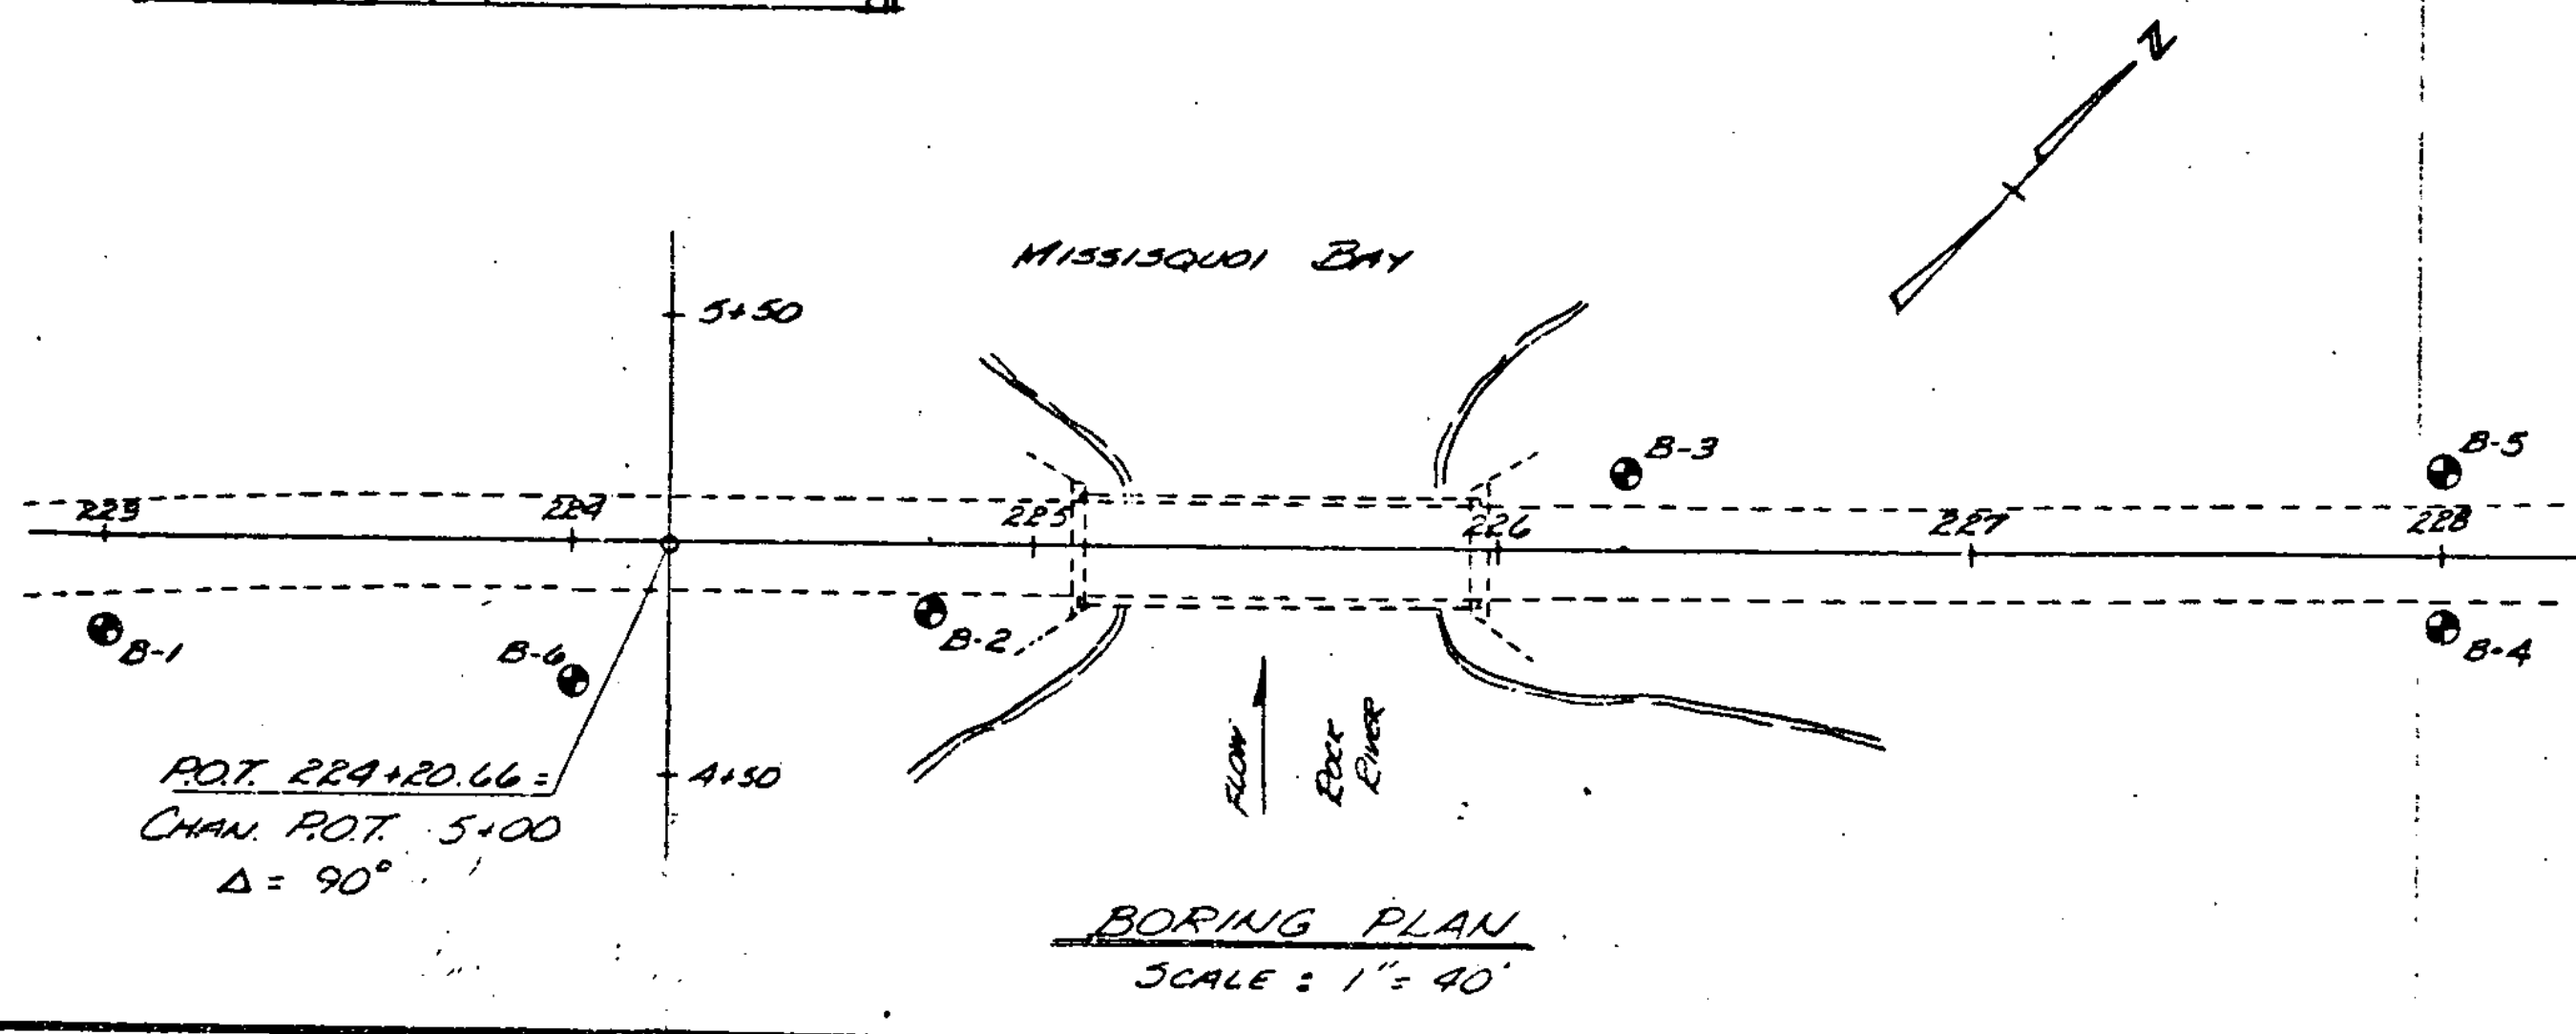 N
MISSISQUOI BAY
5+50
B-3
B-5
223
224
225
226
227
228
B-1
B-6
B-2
B-4
FLOW
ROCK
RIVER
P.O.T. 224+20.66 =
4+50
CHAN. P.O.T. 5+00
Δ = 90°
BORING PLAN
SCALE : 1" = 40'